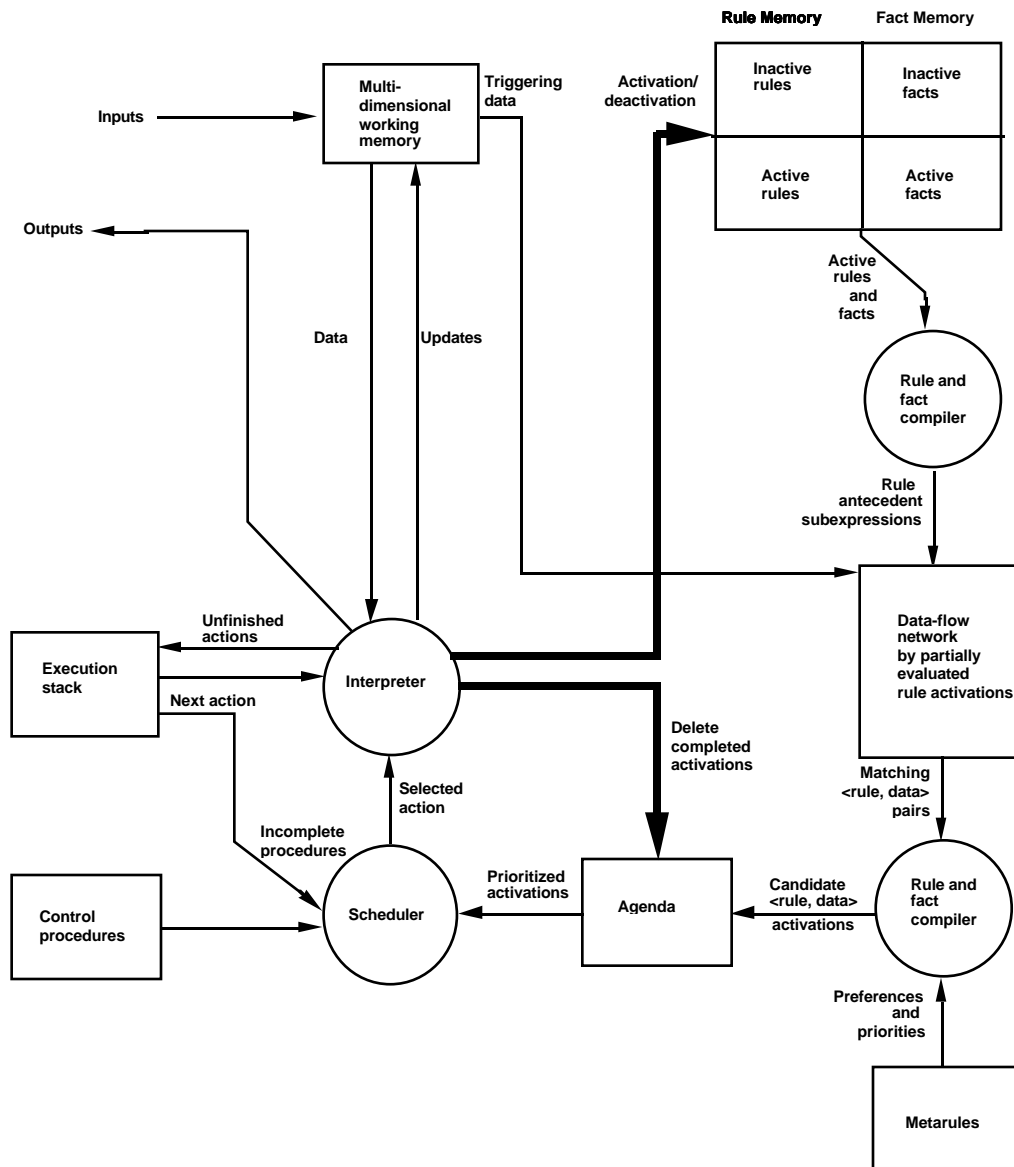 Rule Memory
Fact Memory
Multi-
dimensional
working
memory
Triggering
data
Activation/
deactivation
Inactive
rules
Inactive
facts
Inputs
Active
rules
Active
facts
Outputs
Active
rules
and
facts
Data
Updates
Rule and
fact
compiler
Rule
antecedent
subexpressions
Unfinished
actions
Execution
stack
Interpreter
Data-flow
network
by partially
evaluated
rule activations
Next action
Delete
completed
activations
Selected
action
Matching
<rule, data>
pairs
Incomplete
procedures
Prioritized
activations
Candidate
<rule, data>
activations
Rule and
fact
compiler
Control
procedures
Scheduler
Agenda
Preferences
and
priorities
Metarules